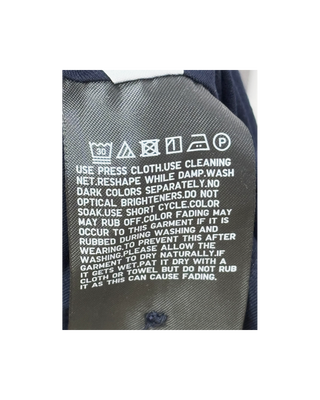 30 P
USE PRESS CLOTH.USE CLEANING
NET.RESHAPE WHILE DAMP.WASH
DARK COLORS SEPARATELY.NO
OPTICAL BRIGHTENERS.DO NOT
SOAK.USE SHORT CYCLE.COLOR
MAY RUB OFF.COLOR FADING MAY
OCCUR TO THIS GARMENT IF IT IS
RUBBED DURING WASHING AND
WEARING.TO PREVENT THIS AFTER
WASHING.PLEASE ALLOW THE
GARMENT TO DRY NATURALLY.IF
IT GETS WET.PAT IT DRY WITH A
CLOTH OR TOWEL BUT DO NOT RUB
IT AS THIS CAN CAUSE FADING.